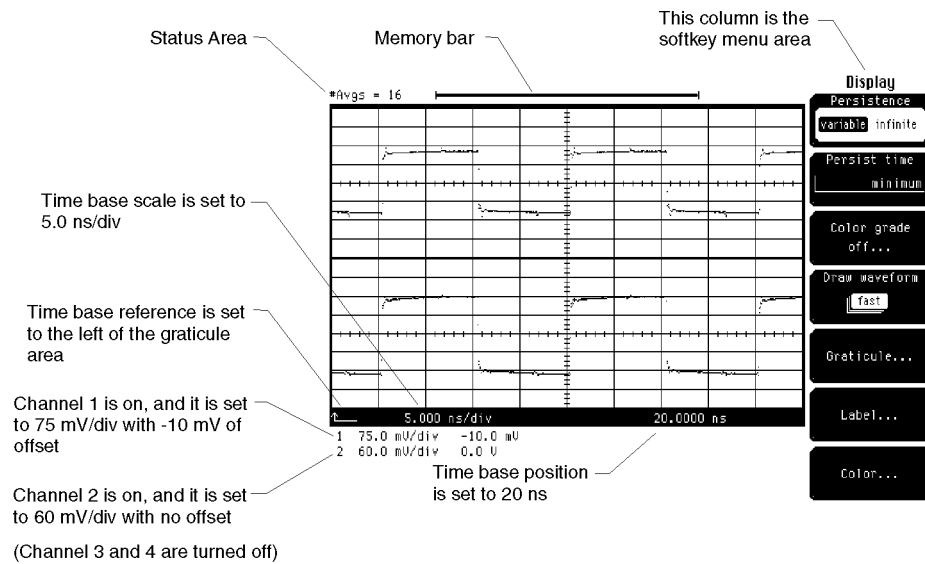 This column is the
softkey menu area
Status Area
Memory bar
Display
#Avgs = 16
Persistence
variable infinite
Persist time
minimum
Color grade
off...
Draw waveform
fast
Graticule...
Label...
Color...
Time base scale is set to
5.0 ns/div
Time base reference is set
to the left of the graticule
area
5.000 ns/div
20.0000 ns
Channel 1 is on, and it is set
to 75 mV/div with -10 mV of
offset
1 75.0 mV/div -10.0 mV
2 60.0 mV/div 0.0 V
Time base position
is set to 20 ns
Channel 2 is on, and it is set
to 60 mV/div with no offset
(Channel 3 and 4 are turned off)